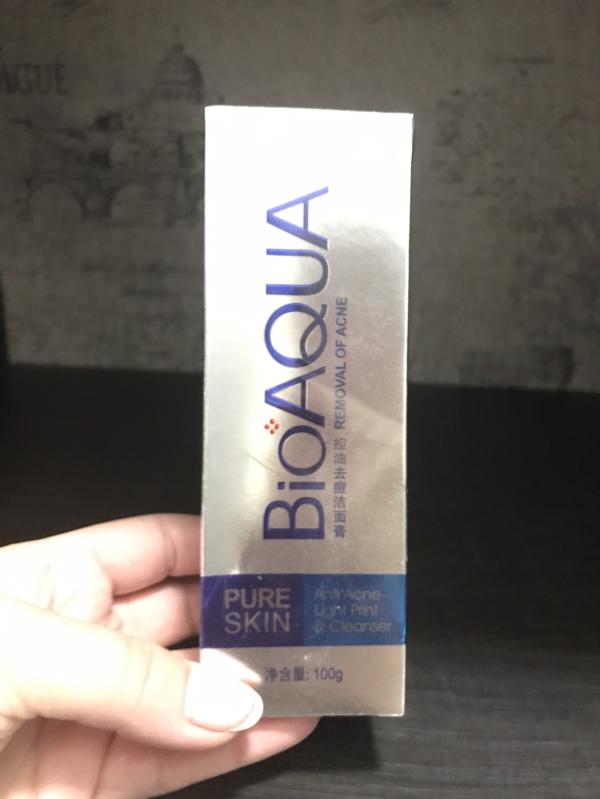 BIOAQUA
REMOVAL OF ACNE
控油去痘洁面膏
PURE
SKIN
Anti Acne-
Light Print
& Cleanser
净含量: 100g
AGUE